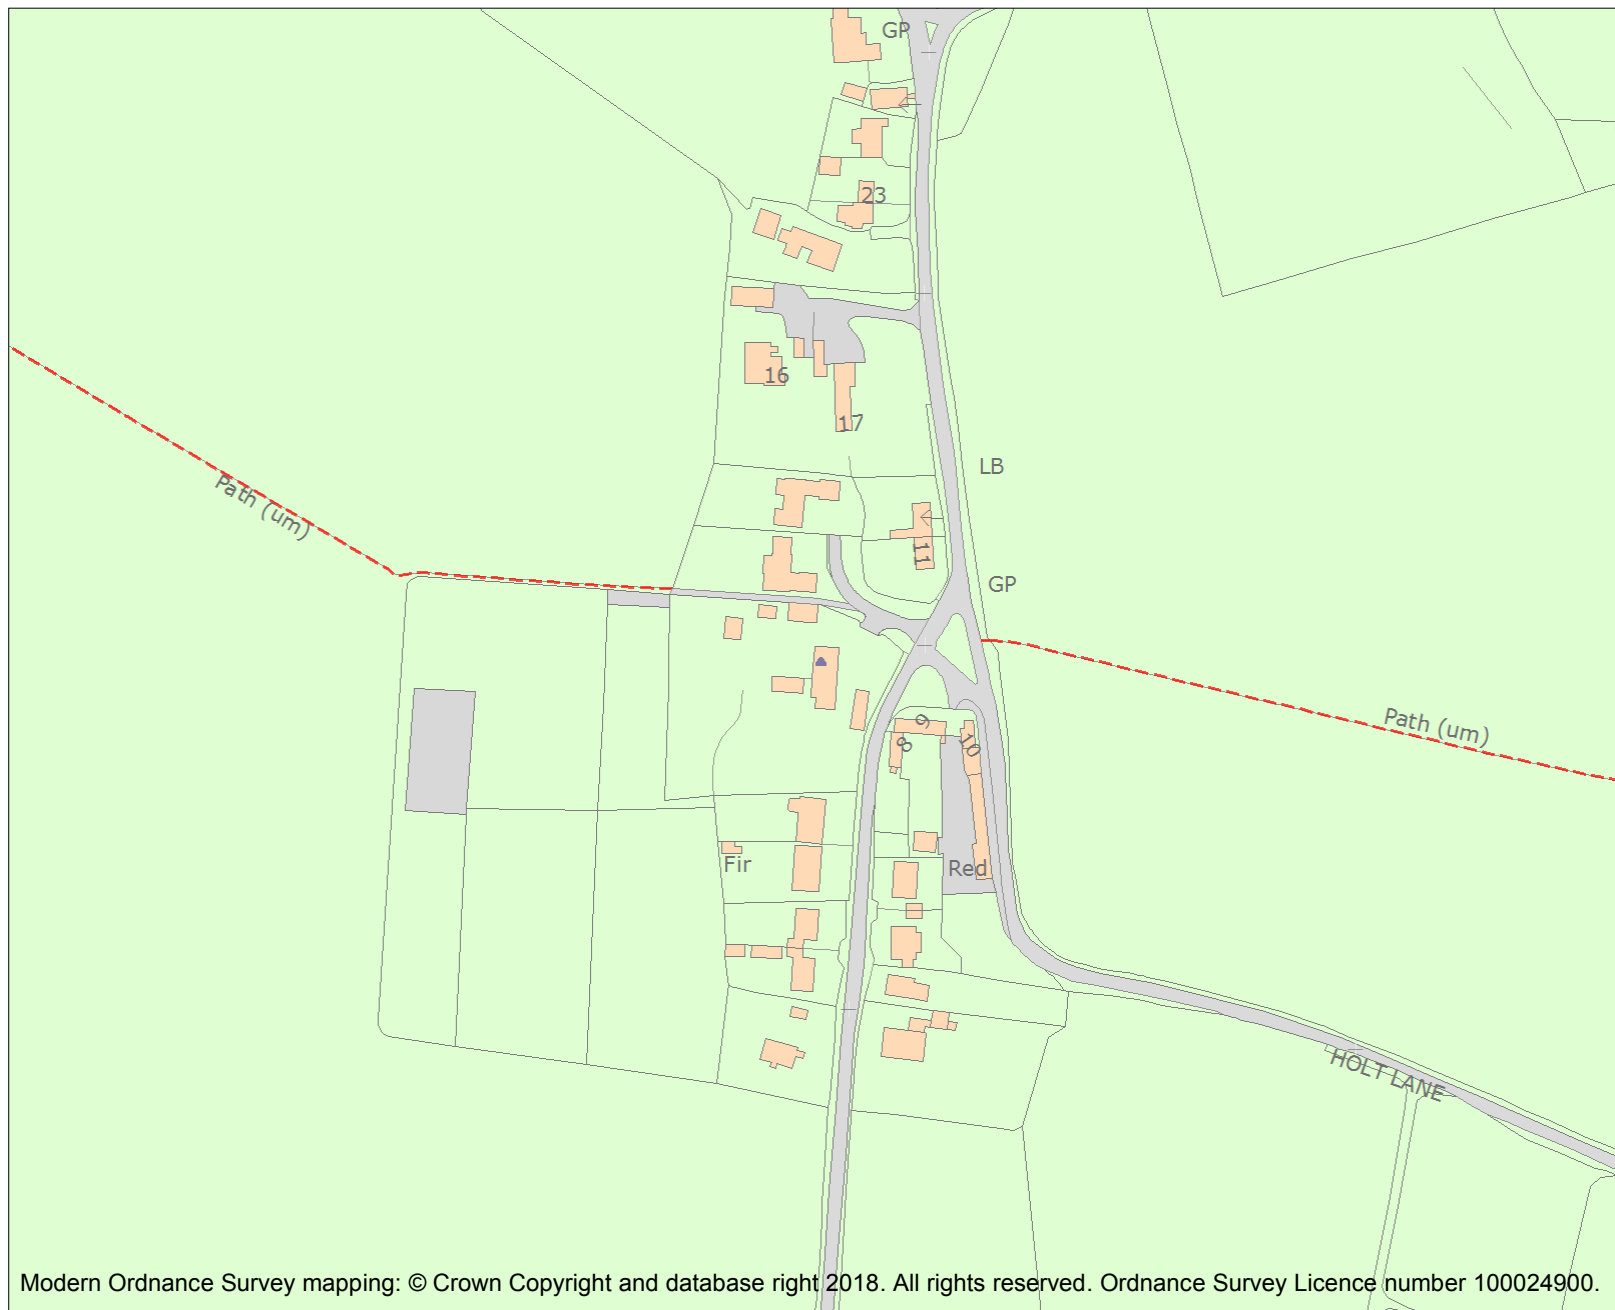 GP
23
16
17
LB
Path (um)
11
GP
9
8
10
Path (um)
Fir
Red
HOLT LANE
Modern Ordnance Survey mapping: © Crown Copyright and database right 2018. All rights reserved. Ordnance Survey Licence number 100024900.